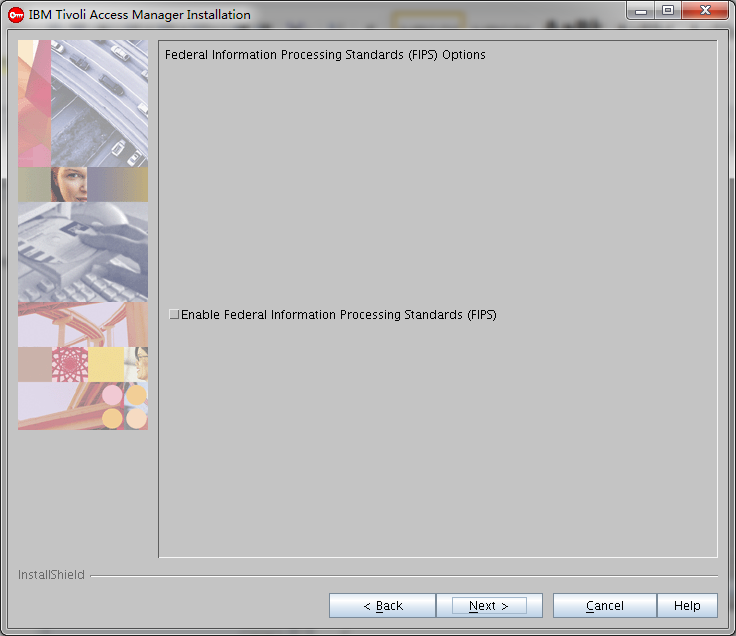 IBM Tivoli Access Manager Installation
Federal Information Processing Standards (FIPS) Options
Enable Federal Information Processing Standards (FIPS)
InstallShield
< Back
Next >
Cancel
Help